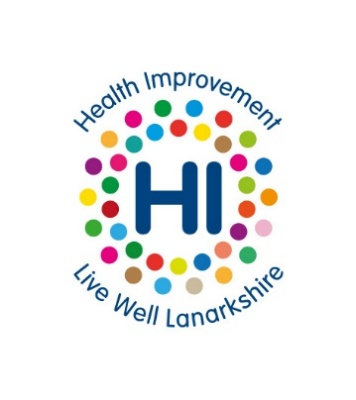 Health Improvement
HI
Live Well Lanarkshire